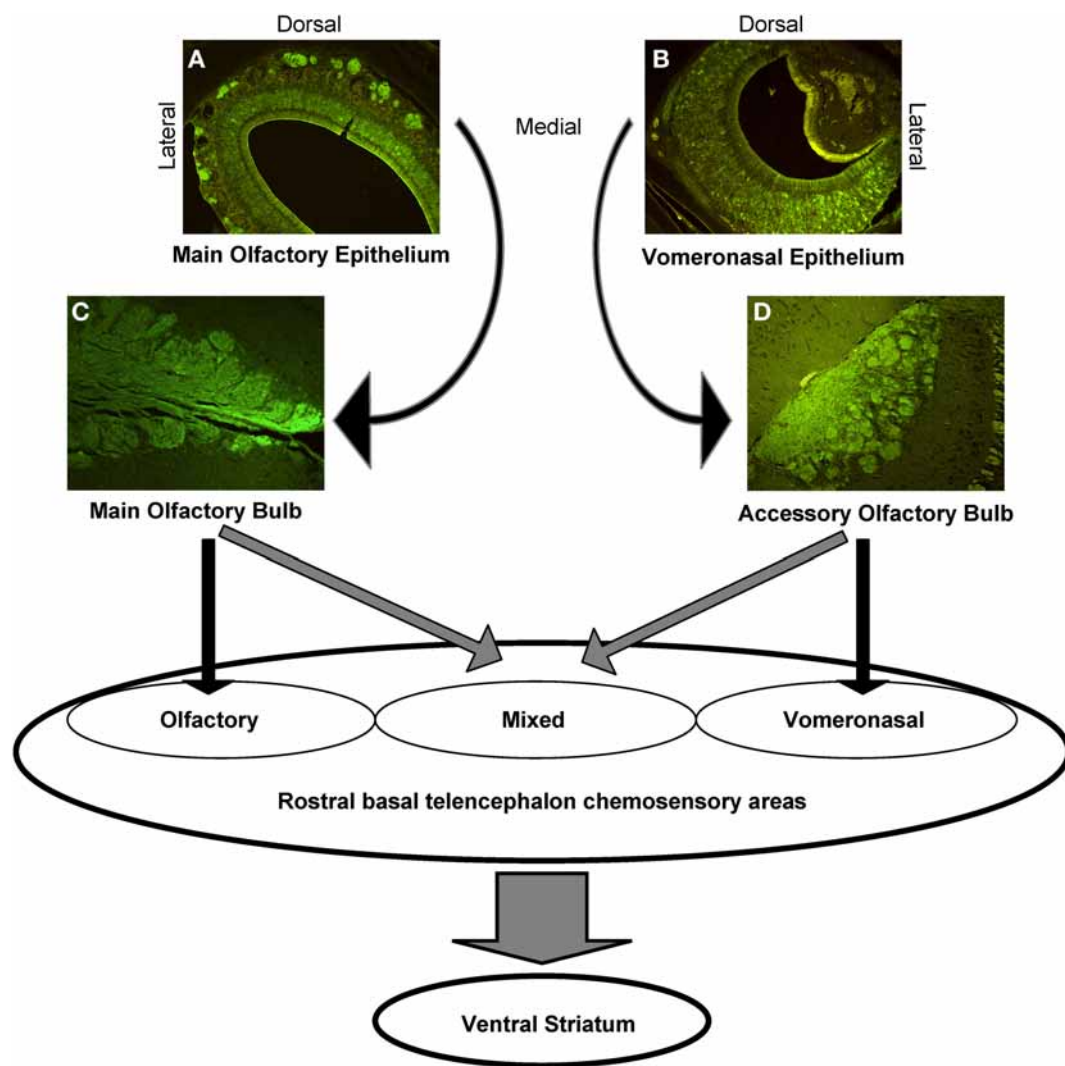 Dorsal
Dorsal
A
B
Lateral
Medial
Lateral
Main Olfactory Epithelium
Vomeronasal Epithelium
C
D
Main Olfactory Bulb
Accessory Olfactory Bulb
Olfactory
Mixed
Vomeronasal
Rostral basal telencephalon chemosensory areas
Ventral Striatum